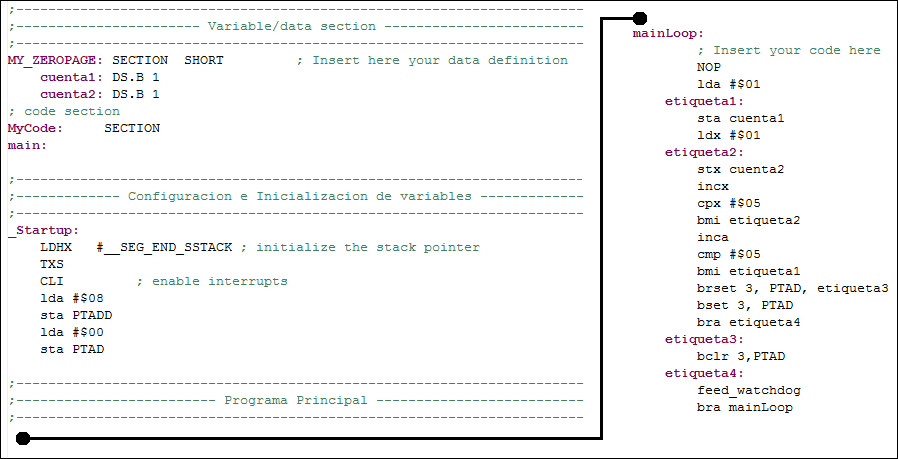 ;-----------------------------------------------------------------------
;----------------------- Variable/data section -------------------------
;-----------------------------------------------------------------------
MY_ZEROPAGE: SECTION  SHORT         ; Insert here your data definition
    cuenta1: DS.B 1
    cuenta2: DS.B 1
; code section
MyCode:     SECTION
main:
;-----------------------------------------------------------------------
;------------- Configuracion e Inicializacion de variables -------------
;-----------------------------------------------------------------------
_Startup:
    LDHX   #__SEG_END_SSTACK ; initialize the stack pointer
    TXS
    CLI         ; enable interrupts
    lda #$08
    sta PTADD
    lda #$00
    sta PTAD
;-----------------------------------------------------------------------
;------------------------- Programa Principal --------------------------
;-----------------------------------------------------------------------
mainLoop:
        ; Insert your code here
        NOP
        lda #$01
    etiqueta1:
        sta cuenta1
        ldx #$01
    etiqueta2:
        stx cuenta2
        incx
        cpx #$05
        bmi etiqueta2
        inca
        cmp #$05
        bmi etiqueta1
        brset 3, PTAD, etiqueta3
        bset 3, PTAD
        bra etiqueta4
    etiqueta3:
        bclr 3,PTAD
    etiqueta4:
        feed_watchdog
        bra mainLoop